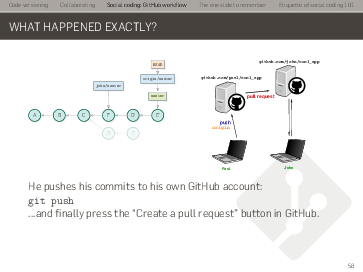 Code versioning Collaborating Social coding: GitHub workflow The one slide to remember Etiquette of social coding 101
WHAT HAPPENED EXACTLY?
github.com/john/cool_app
github.com/paul/cool_app
HEAD
origin/master
john/master
master
pull request
A B C F D E'
push
Paul
John
He pushes his commits to his own GitHub account:
git push
...and finally press the "Create a pull request" button in GitHub.
58